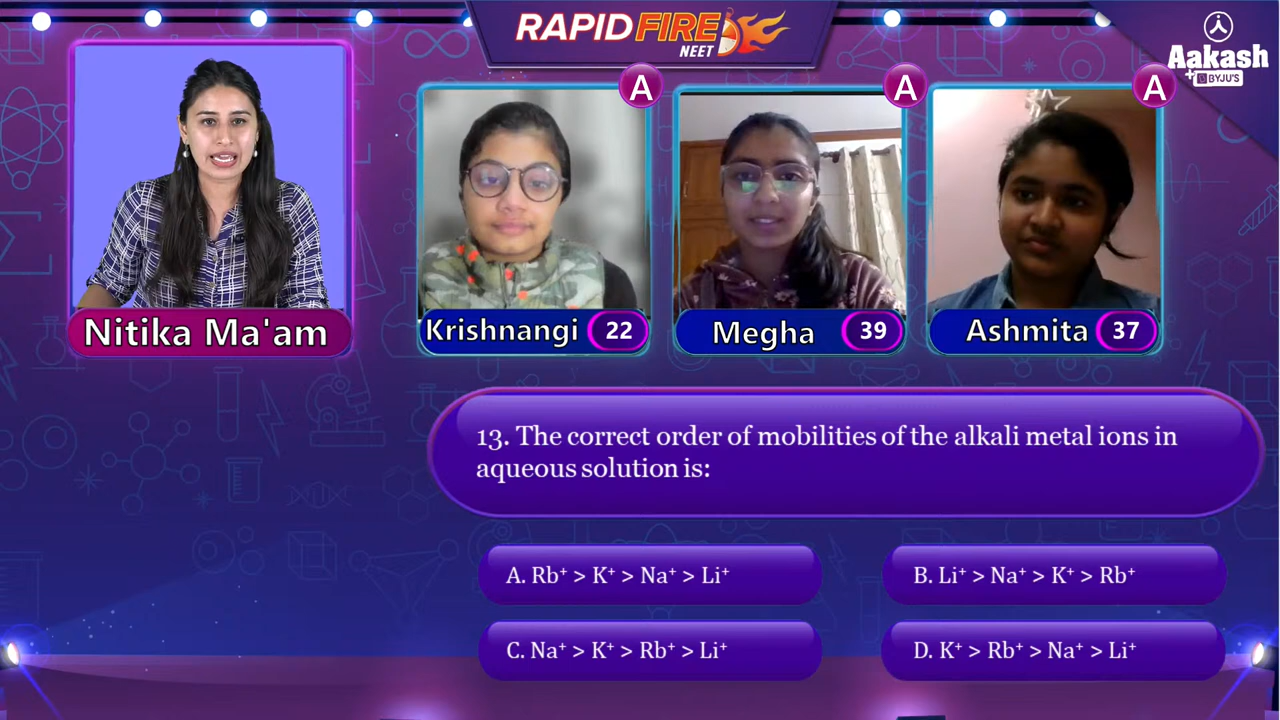 RAPID FIRE
NEET
Aakash
+ BYJU'S
A
A
A
Nitika Ma'am
Krishnangi 22
Megha 39
Ashmita 37
13. The correct order of mobilities of the alkali metal ions in
aqueous solution is:
A. Rb⁺ > K⁺ > Na⁺ > Li⁺
B. Li⁺ > Na⁺ > K⁺ > Rb⁺
C. Na⁺ > K⁺ > Rb⁺ > Li⁺
D. K⁺ > Rb⁺ > Na⁺ > Li⁺